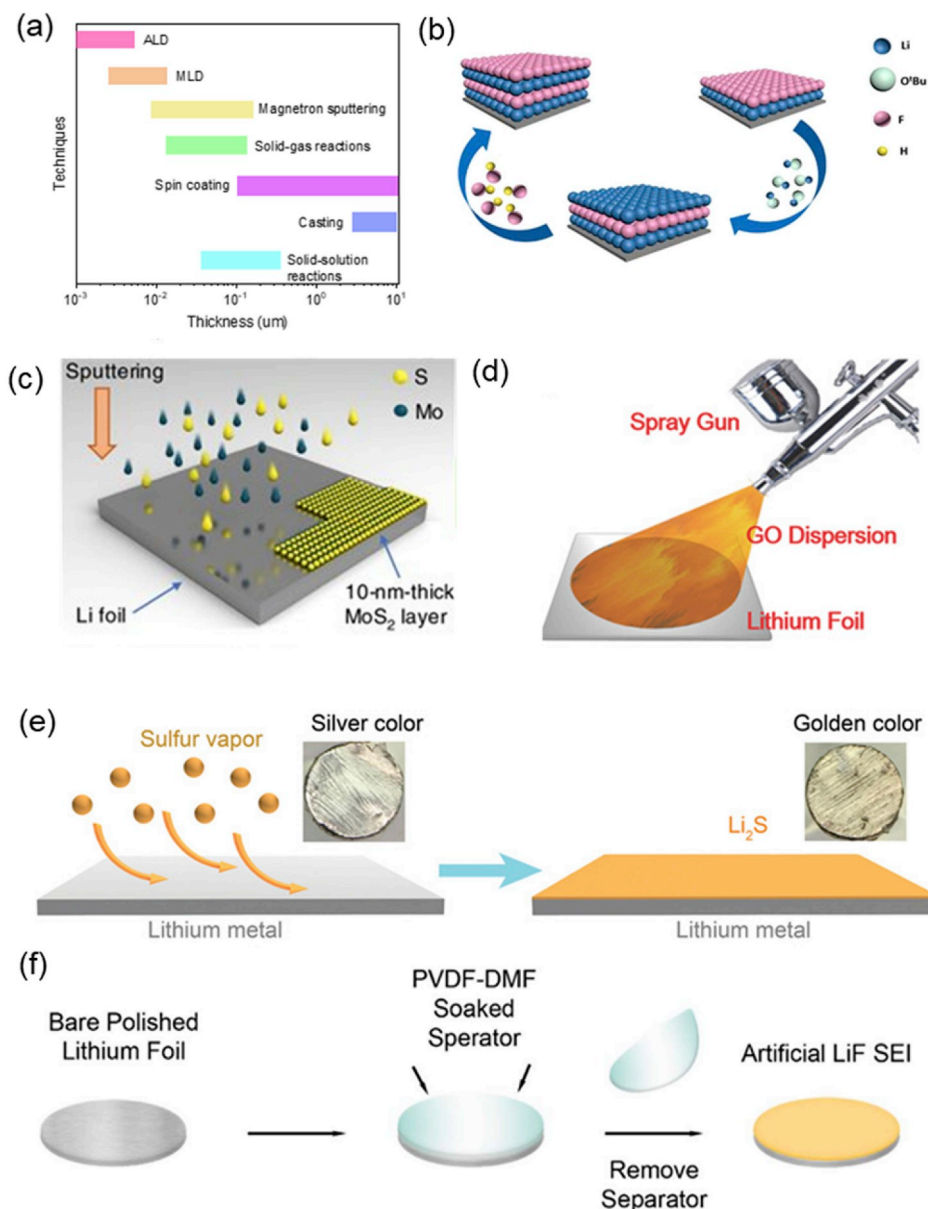 (a)
ALD
MLD
Magnetron sputtering
Solid-gas reactions
Spin coating
Casting
Solid-solution
reactions
Techniques
10⁻³
10⁻²
10⁻¹
10⁰
10¹
Thickness (um)
(b)
Li
OᵗBu
F
H
(c)
Sputtering
S
Mo
Li foil
10-nm-thick
MoS₂ layer
(d)
Spray Gun
GO Dispersion
Lithium Foil
(e)
Sulfur vapor
Silver color
Lithium metal
Golden color
Li₂S
Lithium metal
(f)
Bare Polished
Lithium Foil
PVDF-DMF
Soaked
Sperator
Remove
Separator
Artificial LiF SEI